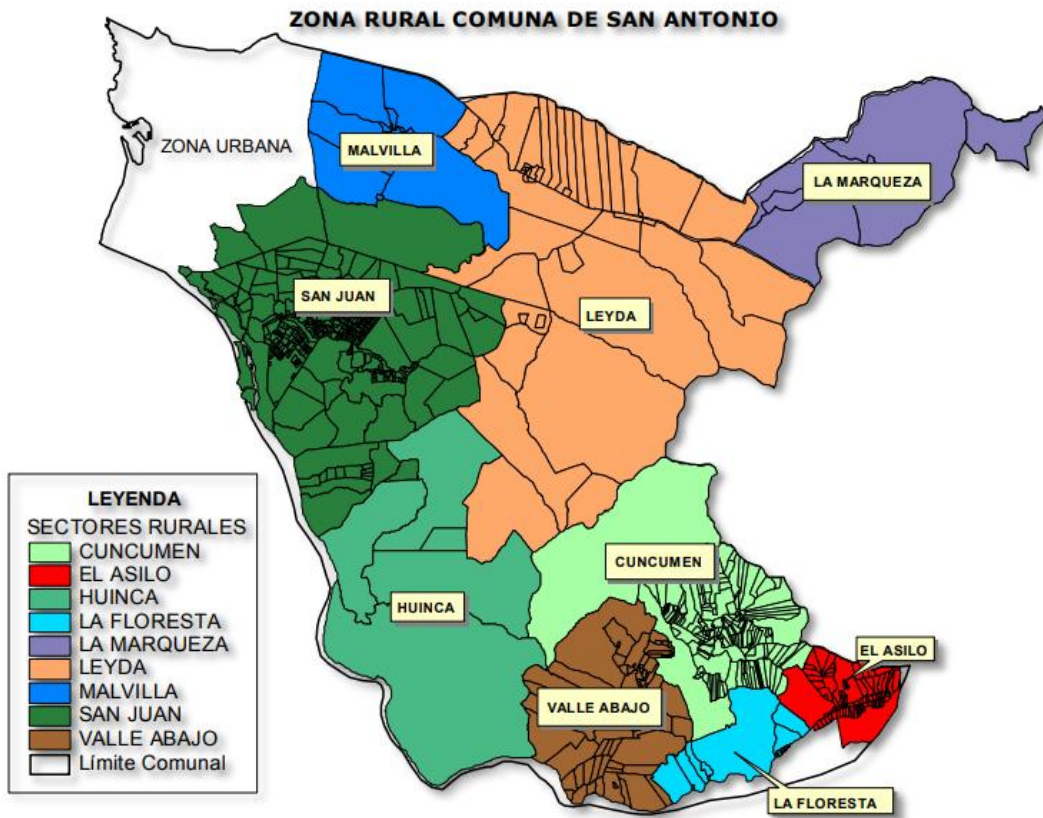 ZONA RURAL COMUNA DE SAN ANTONIO
ZONA URBANA
MALVILLA
LA MARQUEZA
SAN JUAN
LEYDA
CUNCUMEN
HUINCA
EL ASILO
VALLE ABAJO
LA FLORESTA
LEYENDA
SECTORES RURALES
CUNCUMEN
EL ASILO
HUINCA
LA FLORESTA
LA MARQUEZA
LEYDA
MALVILLA
SAN JUAN
VALLE ABAJO
Límite Comunal